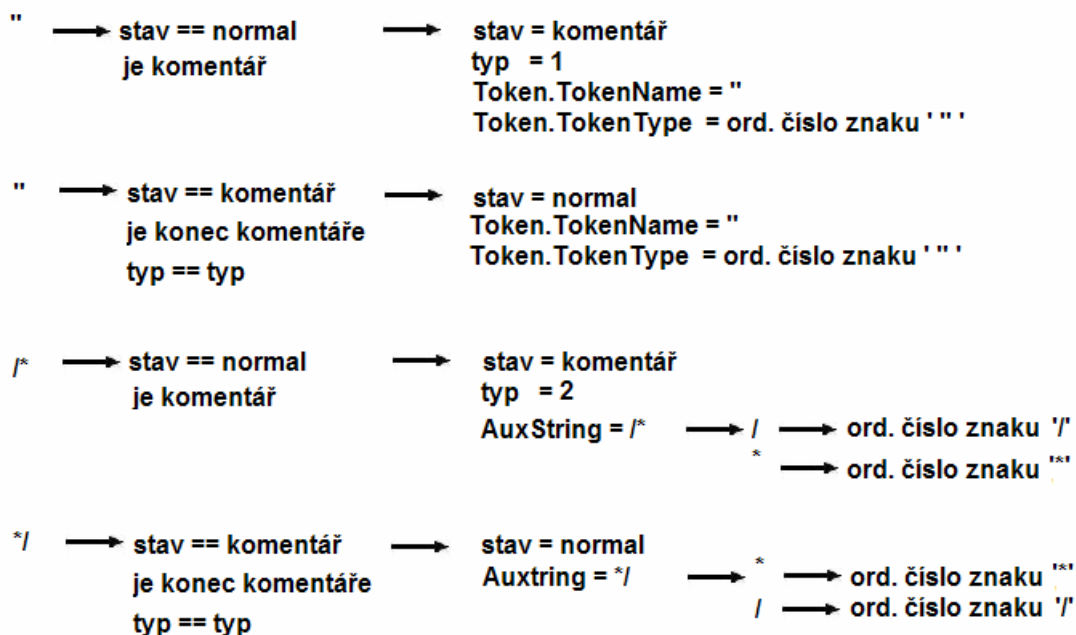 " stav == normal stav = komentář
je komentář typ = 1
Token.TokenName = "
Token.TokenType = ord. číslo znaku ' " '
" stav == komentář stav = normal
je konec komentáře Token.TokenName = "
typ == typ Token.TokenType = ord. číslo znaku ' " '
/* stav == normal stav = komentář
je komentář typ = 2
AuxString = /* / ord. číslo znaku '/'
* ord. číslo znaku '*'
*/ stav == komentář stav = normal
je konec komentáře Auxtring = */ * ord. číslo znaku '*'
typ == typ / ord. číslo znaku '/'